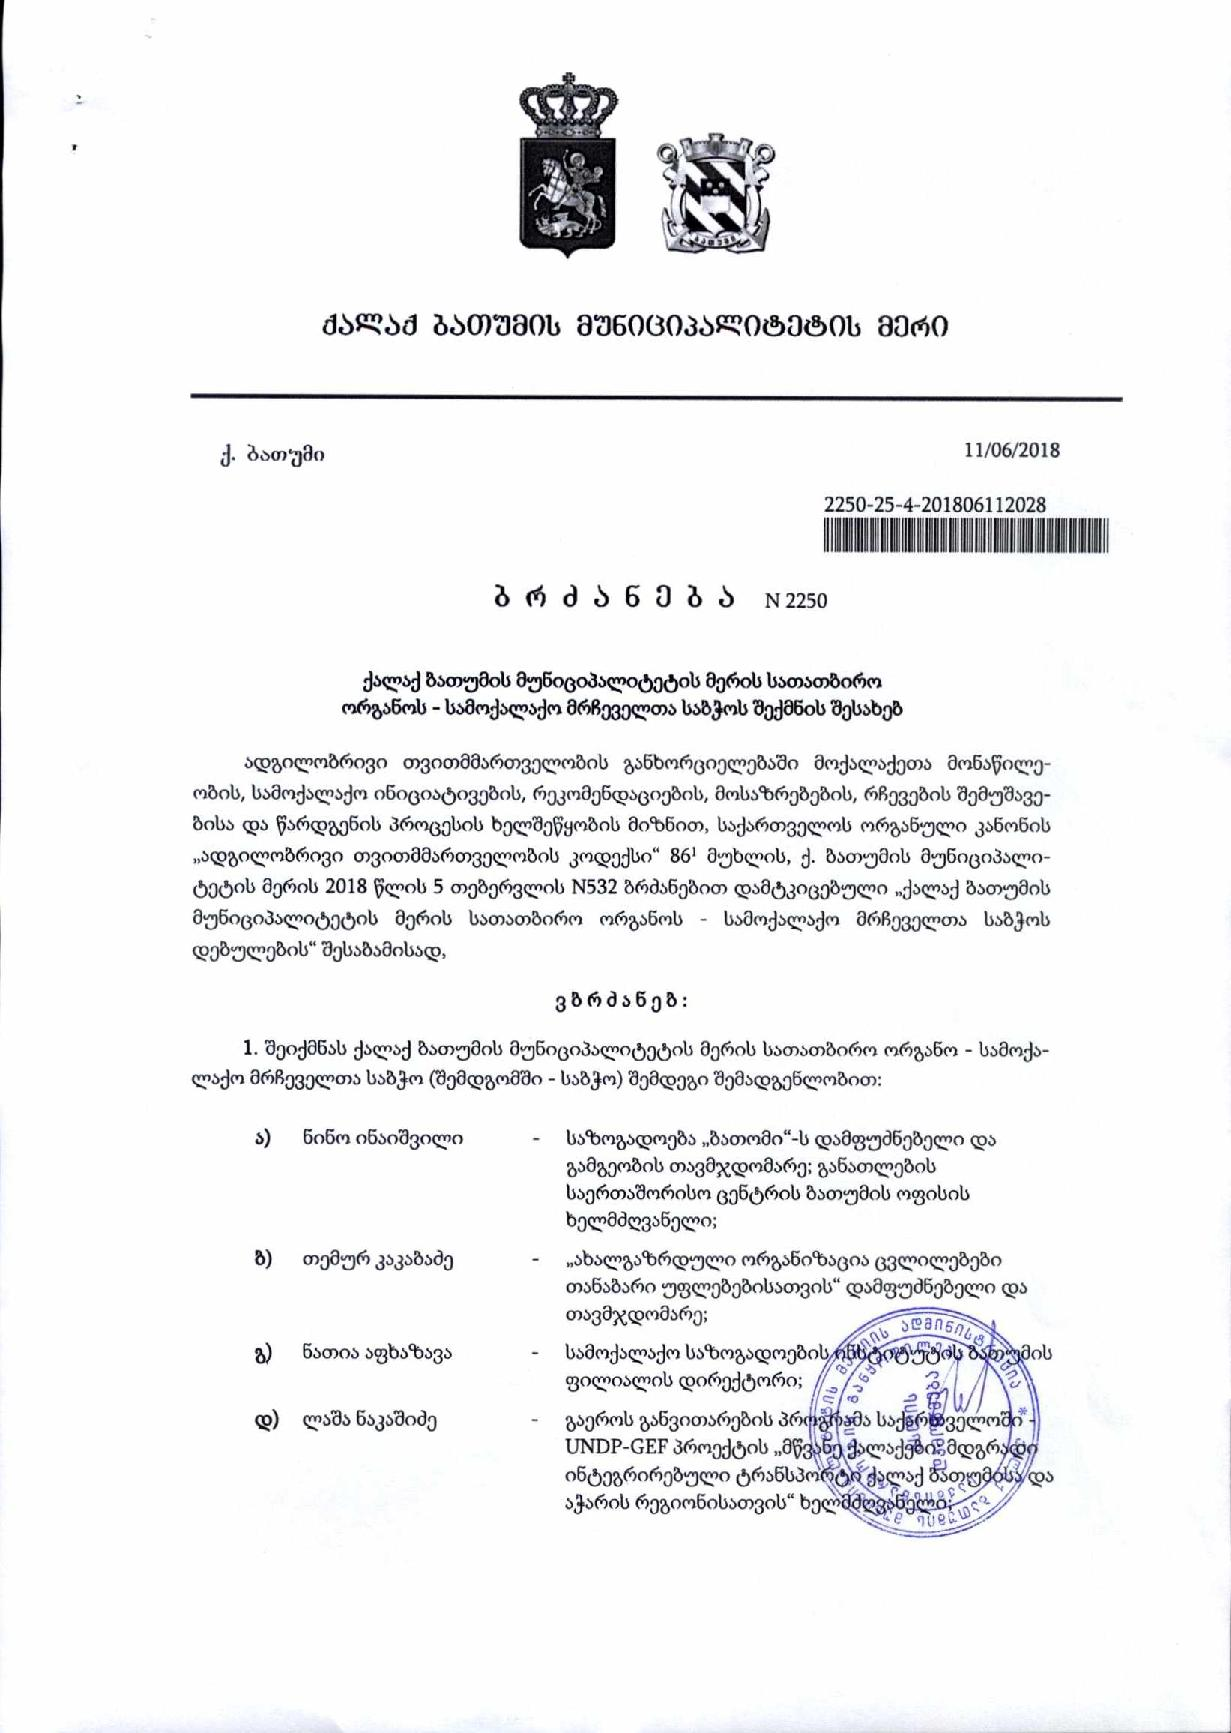 ქალაქ ბათუმის მუნიციპალიტეტის მერი
ქ. ბათუმი
11/06/2018
2250-25-4-201806112028
ბ რ ძ ა ნ ე ბ ა N 2250
ქალაქ ბათუმის მუნიციპალიტეტის მერის სათათბირო
ორგანოს – სამოქალაქო მრჩეველთა საბჭოს შექმნის შესახებ
ადგილობრივი თვითმმართველობის განხორციელებაში მოქალაქეთა მონაწილე-
ობის, სამოქალაქო ინიციატივების, რეკომენდაციების, მოსაზრებების, რჩევების შემუშავე-
ბისა და წარდგენის პროცესის ხელშეწყობის მიზნით, საქართველოს ორგანული კანონის
„ადგილობრივი თვითმმართველობის კოდექსი“ 86¹ მუხლის, ქ. ბათუმის მუნიციპალი-
ტეტის მერის 2018 წლის 5 თებერვლის N532 ბრძანებით დამტკიცებული „ქალაქ ბათუმის
მუნიციპალიტეტის მერის სათათბირო ორგანოს - სამოქალაქო მრჩეველთა საბჭოს
დებულების“ შესაბამისად,
ვ ბ რ ძ ა ნ ე ბ :
1. შეიქმნას ქალაქ ბათუმის მუნიციპალიტეტის მერის სათათბირო ორგანო - სამოქა-
ლაქო მრჩეველთა საბჭო (შემდგომში - საბჭო) შემდეგი შემადგენლობით:
ა) ნინო ინაიშვილი - საზოგადოება „ბათომი“-ს დამფუძნებელი და
გამგეობის თავმჯდომარე; განათლების
საერთაშორისო ცენტრის ბათუმის ოფისის
ხელმძღვანელი;
ბ) თემურ კაკაბაძე - „ახალგაზრდული ორგანიზაცია ცვლილებები
თანაბარი უფლებებისათვის“ დამფუძნებელი და
თავმჯდომარე;
გ) ნათია აფხაზავა - სამოქალაქო საზოგადოების ინსტიტუტის ბათუმის
ფილიალის დირექტორი;
დ) ლაშა ნაკაშიძე - გაეროს განვითარების პროგრამა საქართველოში -
UNDP-GEF პროექტის „მწვანე ქალაქები: მდგრადი
ინტეგრირებული ტრანსპორტი ქალაქ ბათუმისა და
აჭარის რეგიონისათვის“ ხელმძღვანელი;